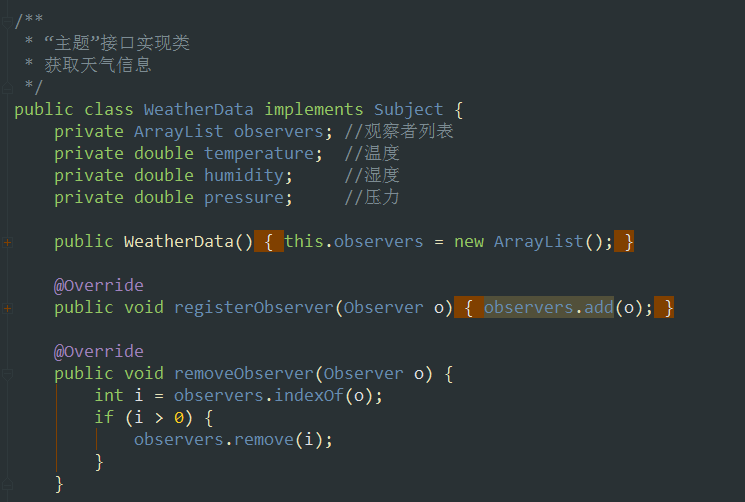 /**
 * “主题”接口实现类
 * 获取天气信息
 */
public class WeatherData implements Subject {
    private ArrayList observers; //观察者列表
    private double temperature;  //温度
    private double humidity;     //湿度
    private double pressure;     //压力
    public WeatherData() { this.observers = new ArrayList(); }
    @Override
    public void registerObserver(Observer o) { observers.add(o); }
    @Override
    public void removeObserver(Observer o) {
        int i = observers.indexOf(o);
        if (i > 0) {
            observers.remove(i);
        }
    }